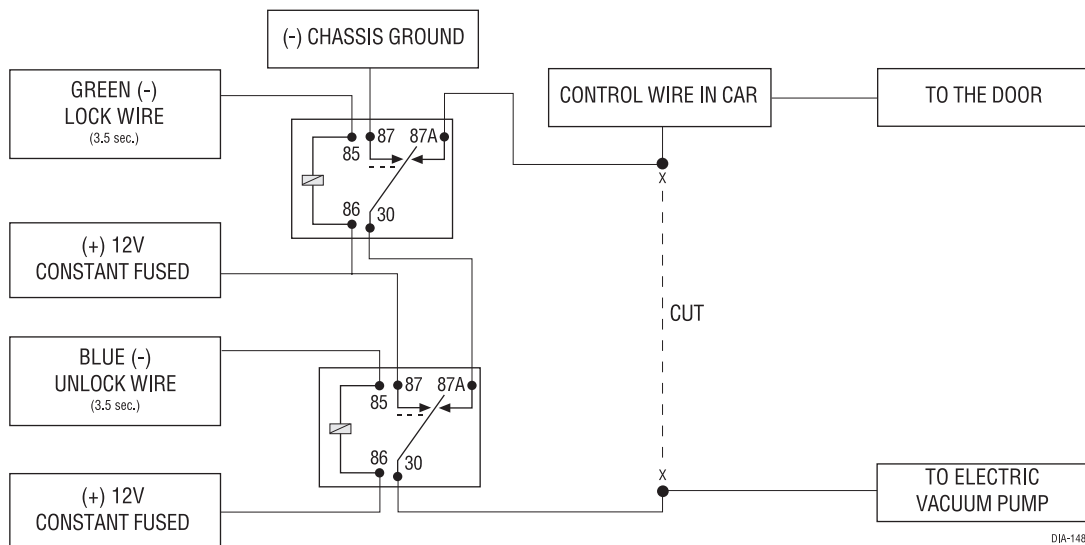 (-) CHASSIS GROUND
GREEN (-)
LOCK WIRE
(3.5 sec.)
CONTROL WIRE IN CAR
TO THE DOOR
87
87A
85
X
86
30
(+) 12V
CONSTANT FUSED
CUT
BLUE (-)
UNLOCK WIRE
(3.5 sec.)
87
87A
85
86
30
X
(+) 12V
CONSTANT FUSED
TO ELECTRIC
VACUUM PUMP
DIA-148